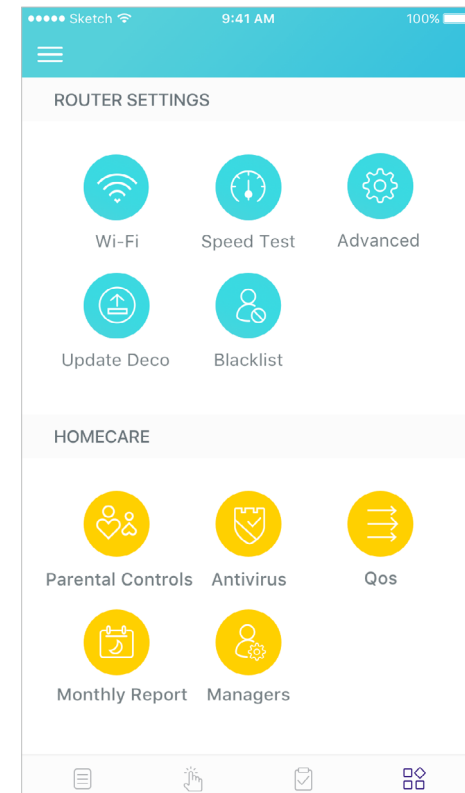 Sketch 9:41 AM 100%
ROUTER SETTINGS
Wi-Fi Speed Test Advanced
Update Deco Blacklist
HOMECARE
Parental Controls Antivirus Qos
Monthly Report Managers